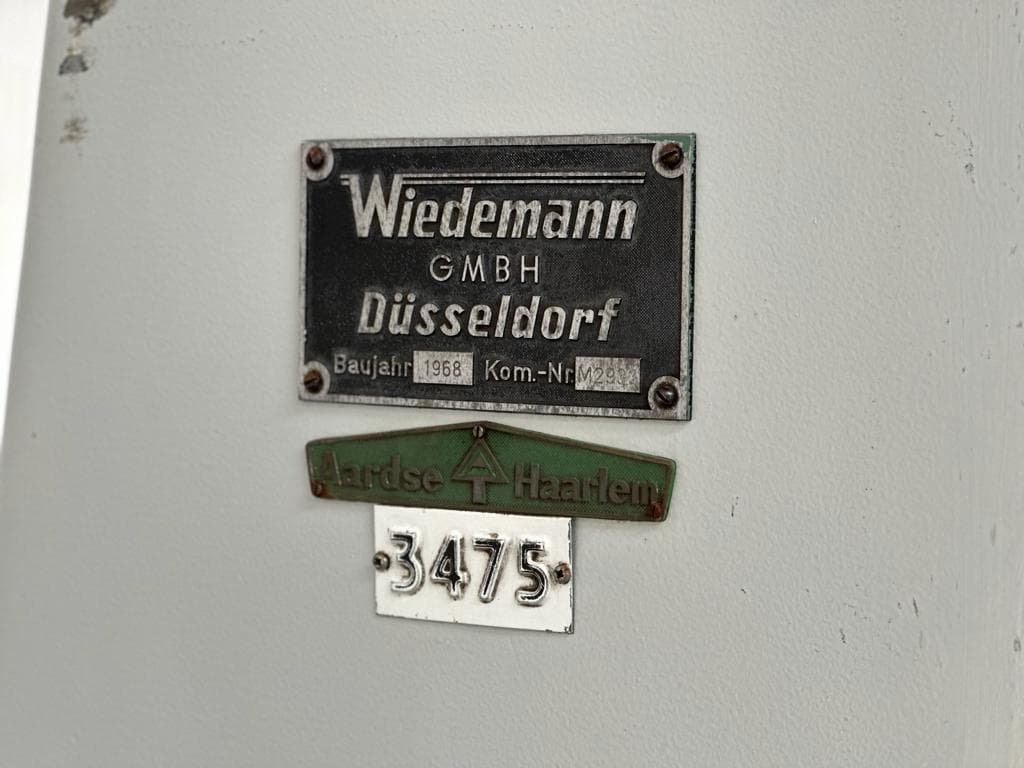 Wiedemann
GMBH
Düsseldorf
Baujahr 1968 Kom.-Nr.
Aardse Haarlem
3475